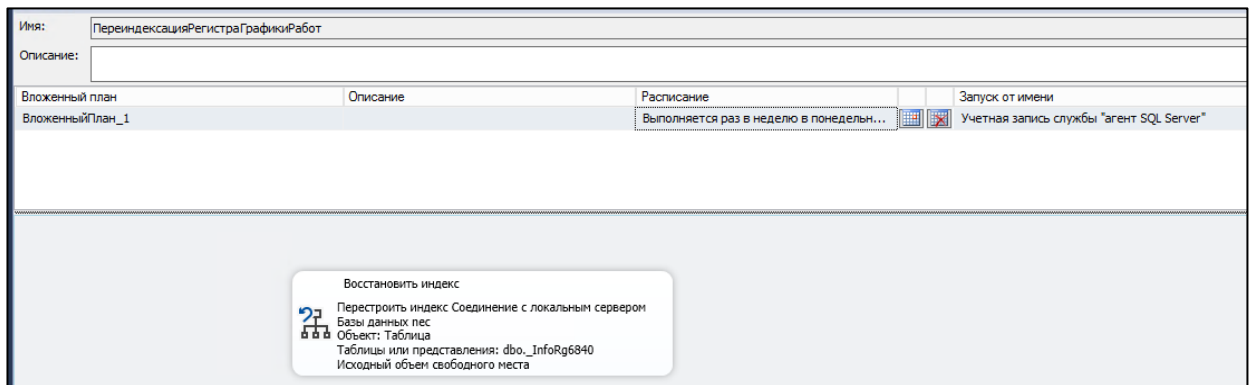 Имя: ПереиндексацияРегистраГрафикиРабот
Описание:
Вложенный план Описание Расписание Запуск от имени
ВложенныйПлан_1 Выполняется раз в неделю в понедельн... Учетная запись службы "агент SQL Server"
Восстановить индекс
Перестроить индекс Соединение с локальным сервером
Базы данных пес
Объект: Таблица
Таблицы или представления: dbo._InfoRg6840
Исходный объем свободного места